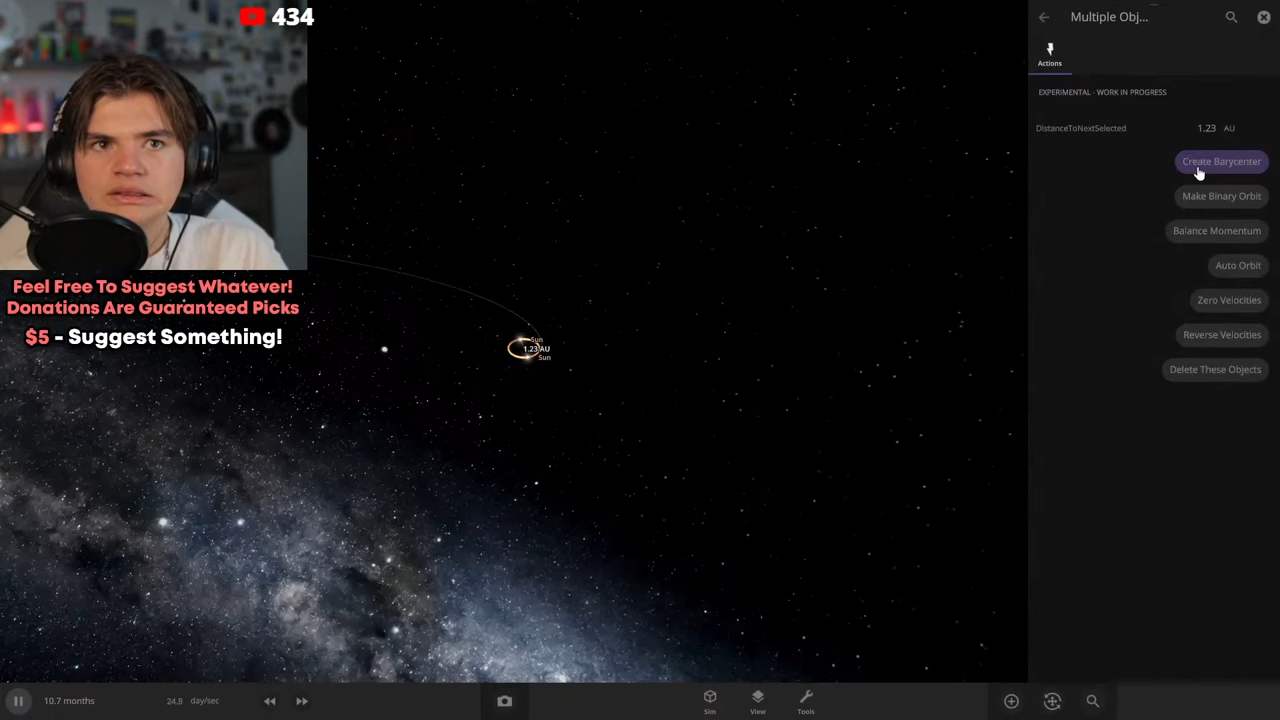 434
Feel Free To Suggest Whatever!
Donations Are Guaranteed Picks
$5 - Suggest Something!
Multiple Obj...
Actions
EXPERIMENTAL - WORK IN PROGRESS
DistanceToNextSelected 1.23 AU
Create Barycenter
Make Binary Orbit
Balance Momentum
Auto Orbit
Zero Velocities
Reverse Velocities
Delete These Objects
Sun
1.23 AU
Sun
10.7 months 24.8 day/sec
Sim View Tools